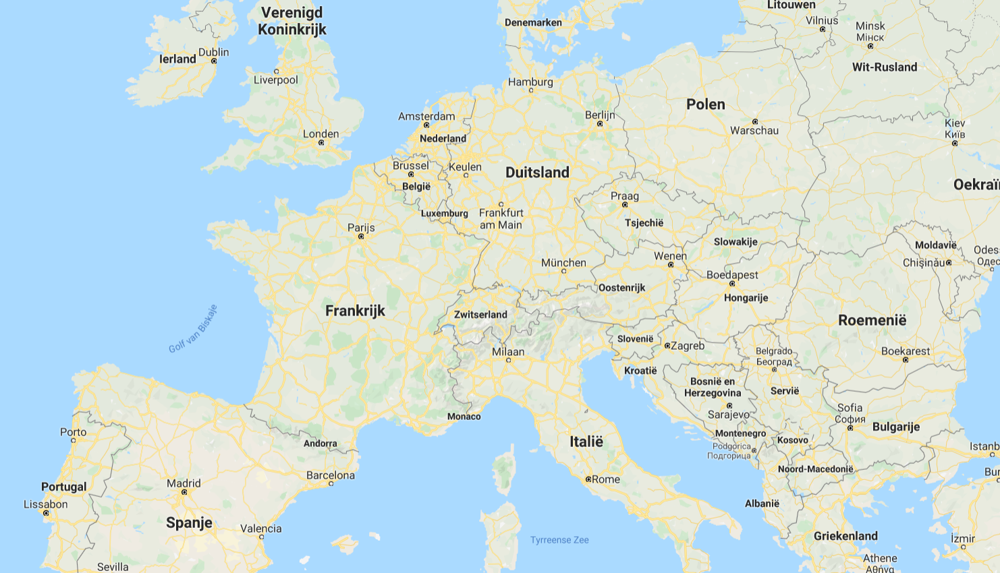 Verenigd
Koninkrijk
Denemarken
Litouwen
Vilnius
Minsk
Мінск
Wit-Rusland
Ierland
Dublin
Liverpool
Hamburg
Polen
Warschau
Amsterdam
Nederland
Berlijn
Kiev
Київ
Londen
Brussel
België
Keulen
Duitsland
Oekraï
Luxemburg
Frankfurt
am Main
Praag
Tsjechië
Parijs
Slowakije
Moldavië
Chișinău
Odes
Одес
München
Wenen
Boedapest
Hongarije
Oostenrijk
Frankrijk
Zwitserland
Roemenië
Golf van Biskaje
Slovenië
Zagreb
Milaan
Belgrado
Београд
Boekarest
Kroatië
Bosnië en
Herzegovina
Servië
Sarajevo
Sofia
София
Bulgarije
Monaco
Montenegro
Kosovo
Podgorica
Подгорица
Porto
Andorra
Italië
Istanb
Noord-Macedonië
Bur
Barcelona
Rome
Portugal
Madrid
Lissabon
Spanje
Valencia
Albanië
Tyrreense Zee
Griekenland
İzmir
Sevilla
Athene
Αθήνα